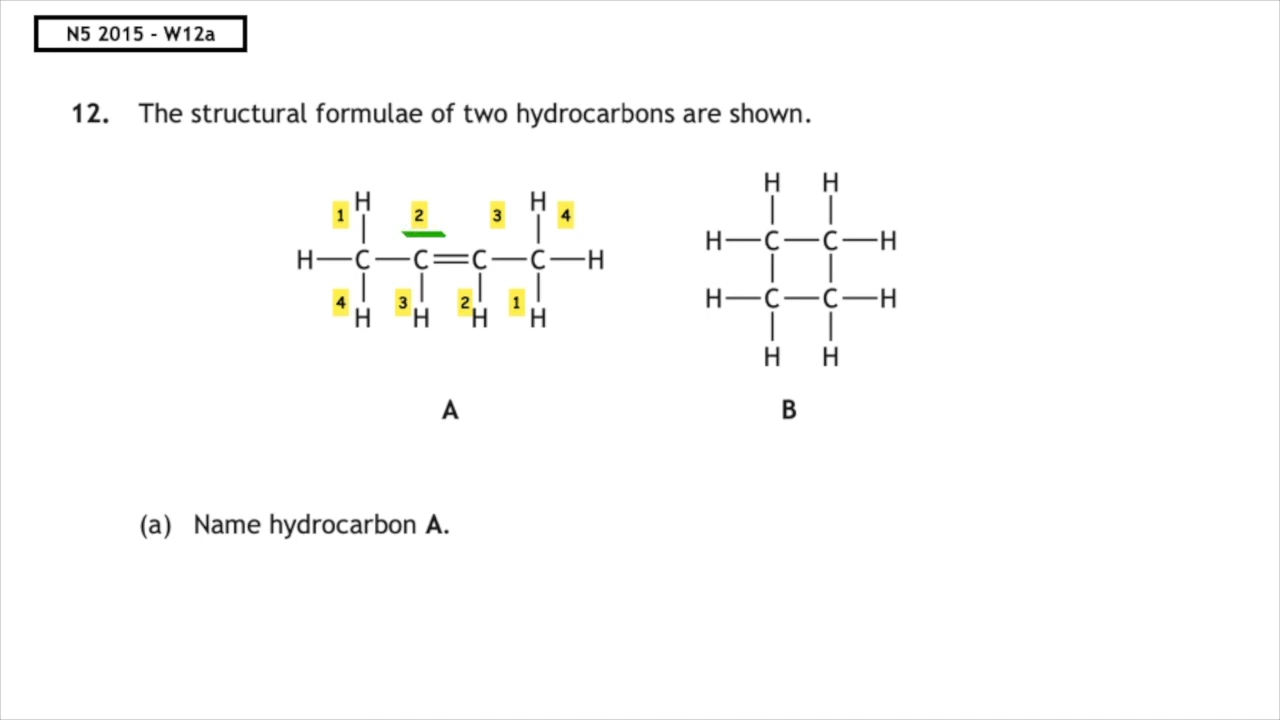 N5 2015 - W12a
12. The structural formulae of two hydrocarbons are shown.
H H H H
1 2 3 4
H C C C C H H C C H
4 3 2 1 H C C H
H H H H H H
A B
(a) Name hydrocarbon A.